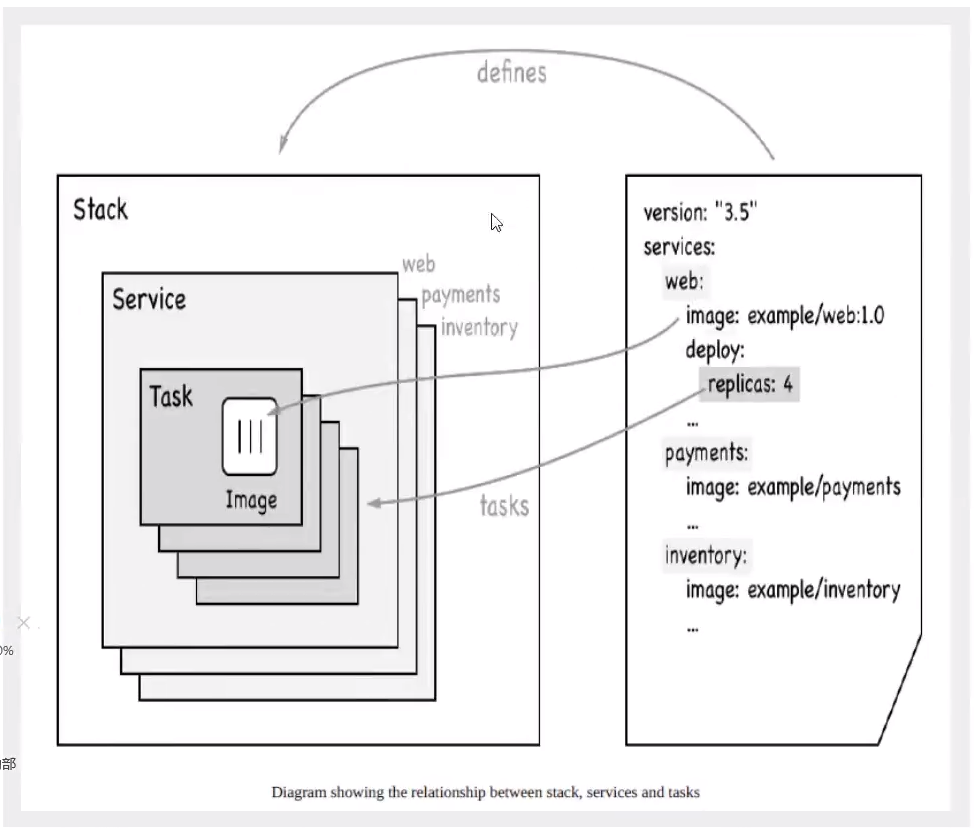 defines
Stack
web
payments
inventory
Service
Task
Image
tasks
version: "3.5"
services:
web:
image: example/web:1.0
deploy:
replicas: 4
...
payments:
image: example/payments
...
inventory:
image: example/inventory
...
0%
部
Diagram showing the relationship between stack, services and tasks